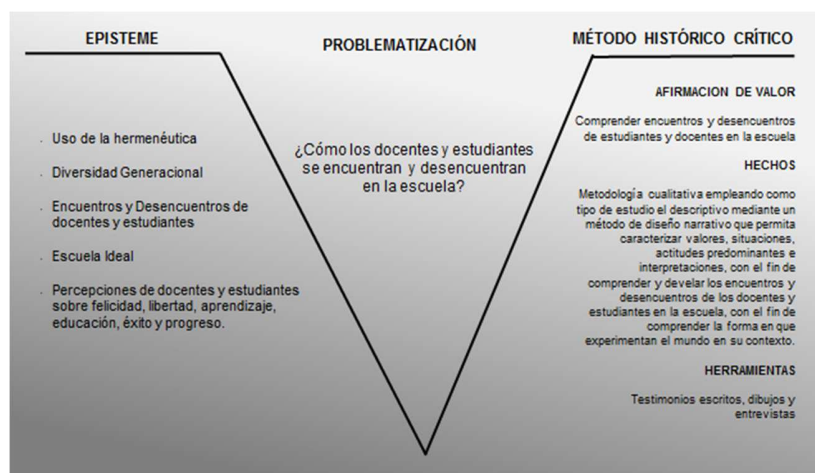 EPISTEME
. Uso de la hermenéutica
. Diversidad Generacional
. Encuentros y Desencuentros de
docentes y estudiantes
. Escuela Ideal
. Percepciones de docentes y estudiantes
sobre felicidad, libertad, aprendizaje,
educación, éxito y progreso.
PROBLEMATIZACIÓN
¿Cómo los docentes y estudiantes
se encuentran y desencuentran
en la escuela?
MÉTODO HISTÓRICO CRÍTICO
AFIRMACION DE VALOR
Comprender encuentros y desencuentros
de estudiantes y docentes en la escuela
HECHOS
Metodología cualitativa empleando como
tipo de estudio el descriptivo mediante un
método de diseño narrativo que permita
caracterizar valores, situaciones,
actitudes predominantes e
interpretaciones, con el fin de
comprender y develar los encuentros y
desencuentros de los docentes y
estudiantes en la escuela, con el fin de
comprender la forma en que
experimentan el mundo en su contexto.
HERRAMIENTAS
Testimonios escritos, dibujos y
entrevistas